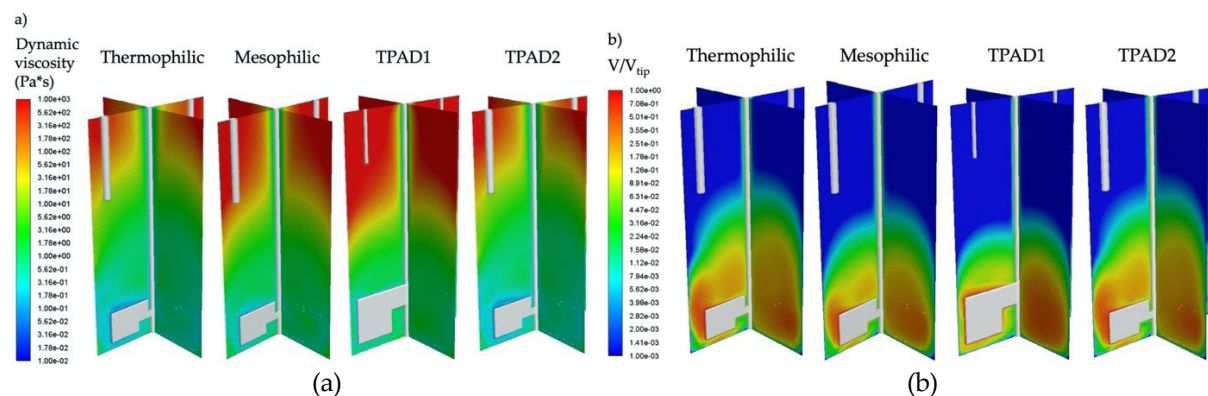 a)
Dynamic
viscosity
(Pa*s)
Thermophilic
Mesophilic
TPAD1
TPAD2
1.00e+03
5.62e+02
3.16e+02
1.78e+02
1.00e+02
5.62e+01
3.16e+01
1.78e+01
1.00e+01
5.62e+00
3.16e+00
1.78e+00
1.00e+00
5.62e-01
3.16e-01
1.78e-01
1.00e-01
5.62e-02
3.16e-02
1.78e-02
1.00e-02
(a)
b)
V/Vtip
Thermophilic
Mesophilic
TPAD1
TPAD2
1.00e+00
7.08e-01
5.01e-01
3.55e-01
2.51e-01
1.78e-01
1.26e-01
8.91e-02
6.31e-02
4.47e-02
3.16e-02
2.24e-02
1.58e-02
1.12e-02
7.94e-03
5.62e-03
3.98e-03
2.82e-03
2.00e-03
1.41e-03
1.00e-03
(b)